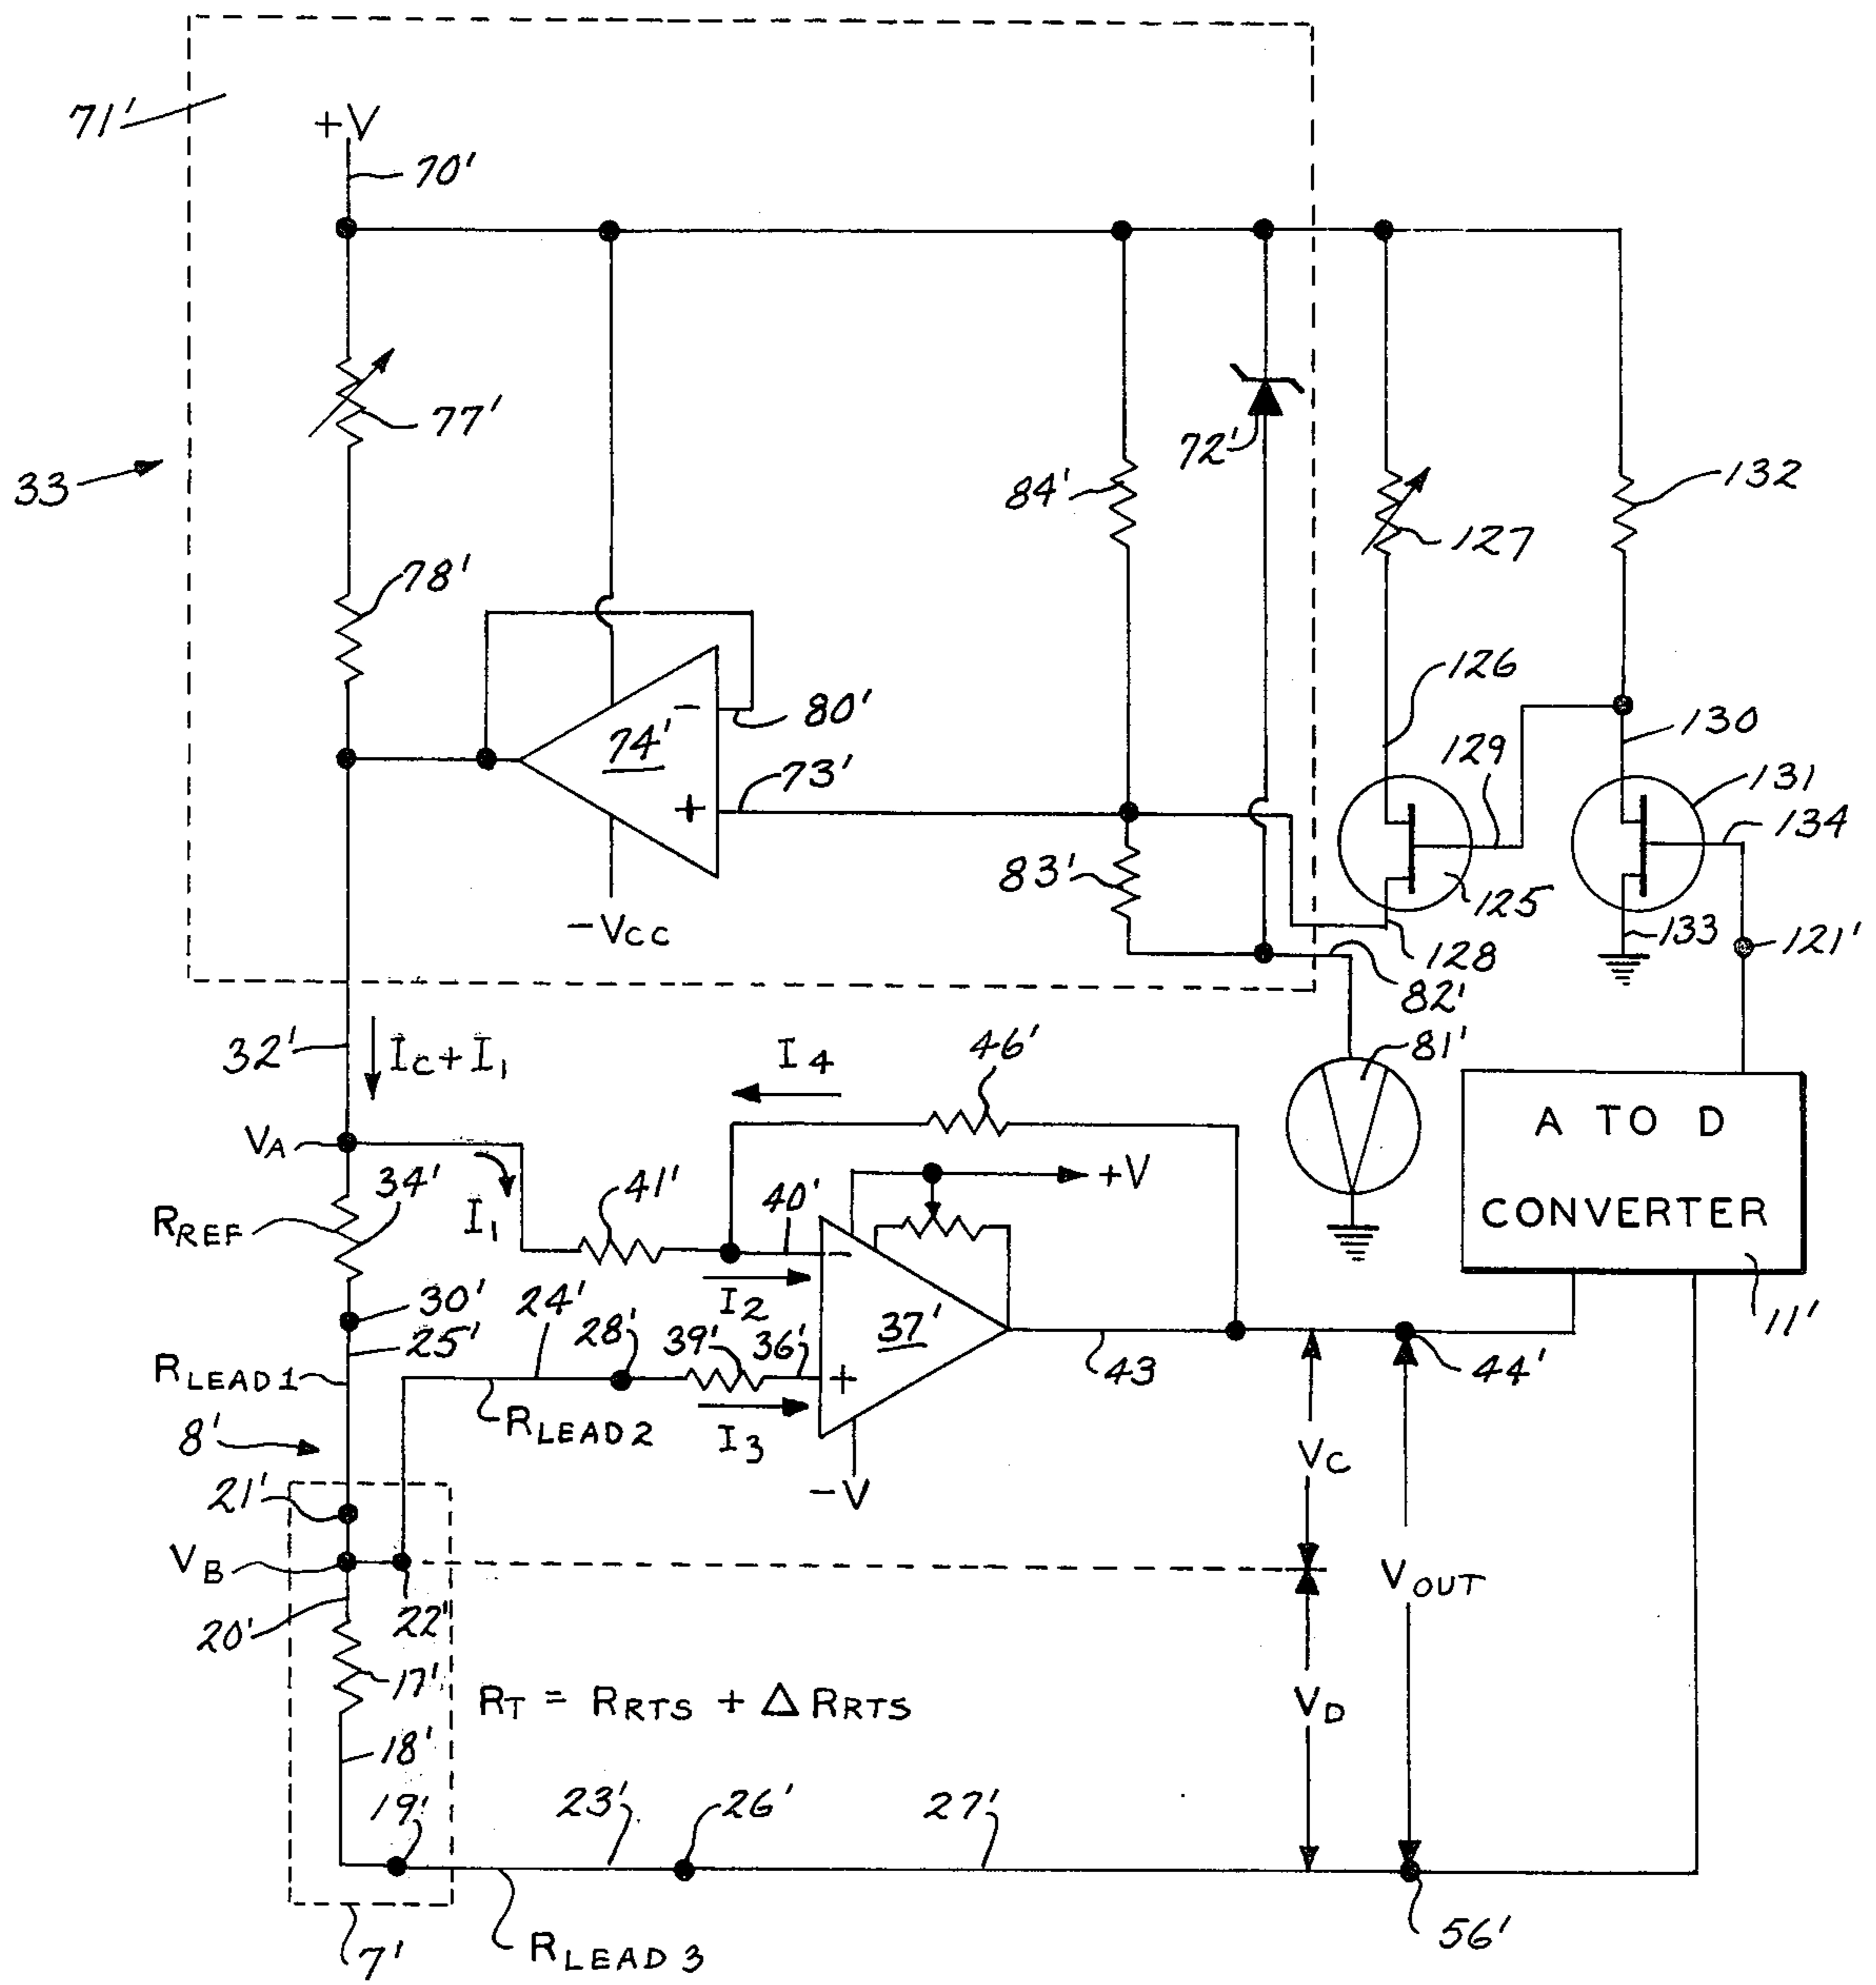 71'
+V
70'
77'
72'
84'
132
33
127
78'
126
80'
129
130
131
74'
−
73'
134
+
83'
125
133
121'
−VCC
128
82'
32'
IC + I1
I4
46'
81'
A TO D
CONVERTER
VA
34'
41'
40'
+V
RREF
I1
−
I2
24'
30'
28'
39'
36'
37'
11'
25'
43
44'
RLEAD1
+
RLEAD2
I3
8'
VC
−V
21'
VB
VOUT
22'
20'
17'
RT = RRTS + Δ RRTS
VD
18'
19'
23'
26'
27'
56'
7'
RLEAD3